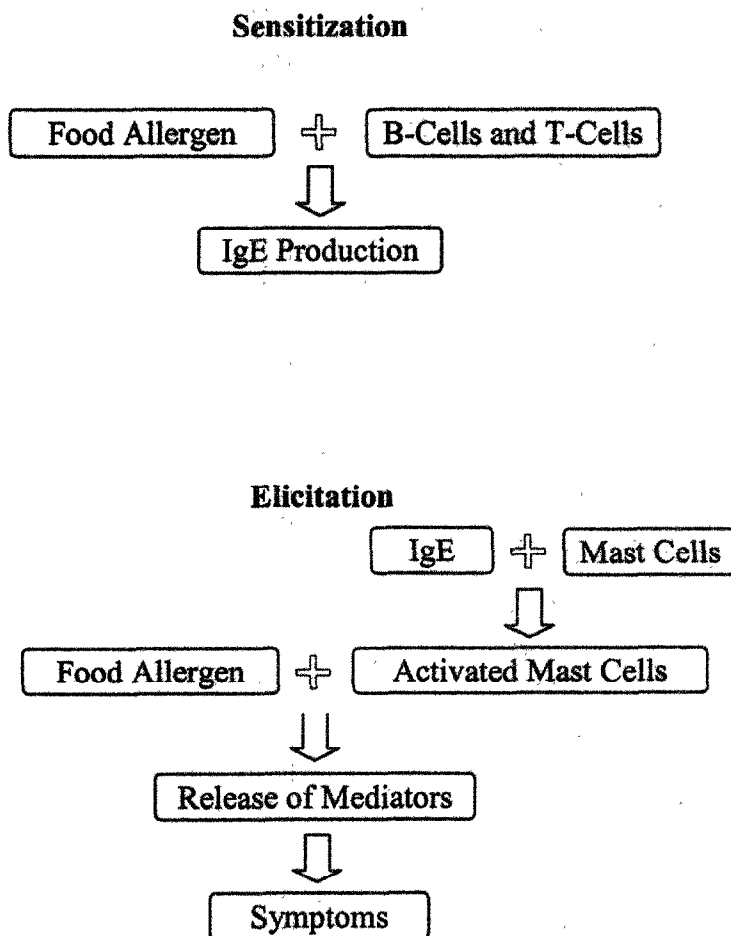 Sensitization
Food Allergen + B-Cells and T-Cells
IgE Production
Elicitation
IgE + Mast Cells
Food Allergen + Activated Mast Cells
Release of Mediators
Symptoms